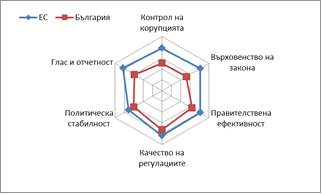 ЕС България
Контрол на
корупцията
Върховенство на
закона
Правителствена
ефективност
Качество на
регулациите
Политическа
стабилност
Глас и отчетност